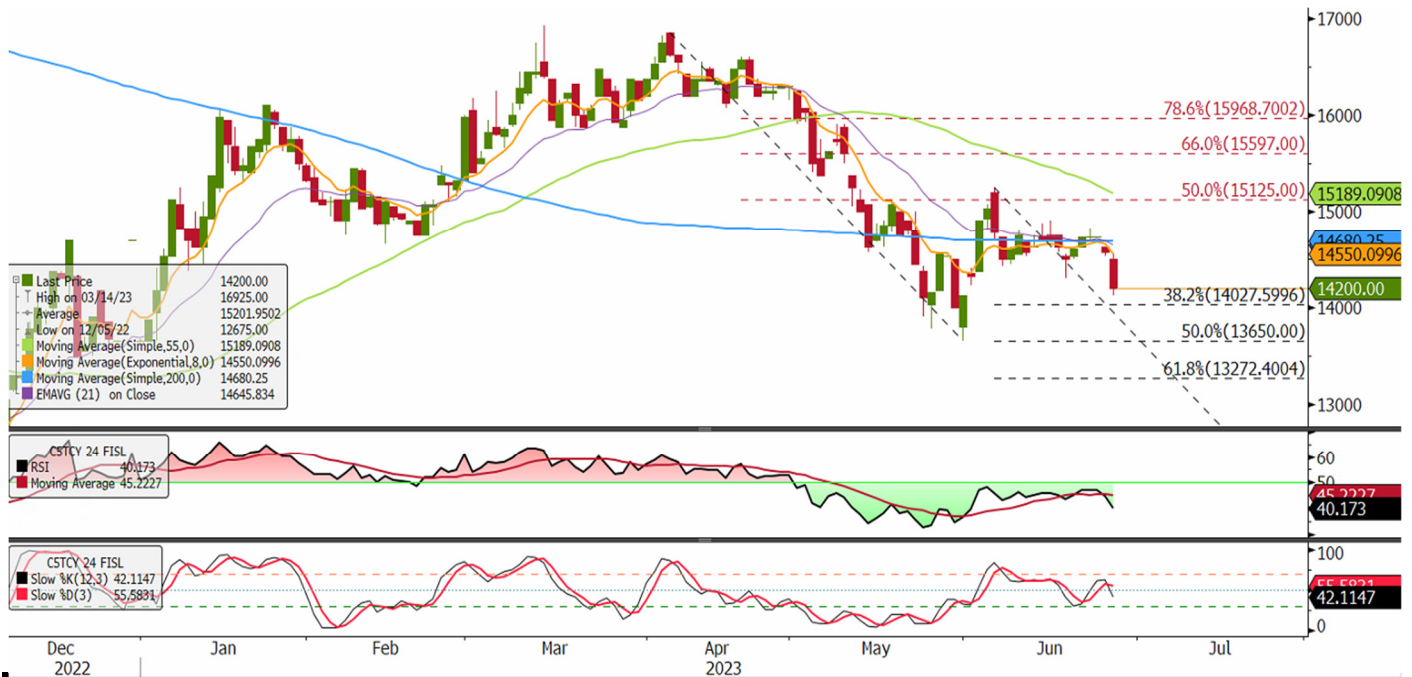 17000
78.6%(15968.7002)
16000
66.0%(15597.00)
50.0%(15125.00)
15189.0908
15000
14680.25
14550.0996
Last Price 14200.00
High on 03/14/23 16925.00
Average 15201.9502
Low on 12/05/22 12675.00
Moving Average(Simple,55,0) 15189.0908
Moving Average(Exponential,8,0) 14550.0996
Moving Average(Simple,200,0) 14680.25
EMAVG (21) on Close 14645.834
14200.00
38.2%(14027.5996)
14000
50.0%(13650.00)
61.8%(13272.4004)
13000
CSTCY 24 FISL
RSI 40.173
Moving Average 45.2227
60
50
45.2227
40.173
CSTCY 24 FISL
Slow %K(12,3) 42.1147
Slow %D(3) 55.5831
100
55.5831
42.1147
0
Dec Jan Feb Mar Apr May Jun Jul
2022 2023